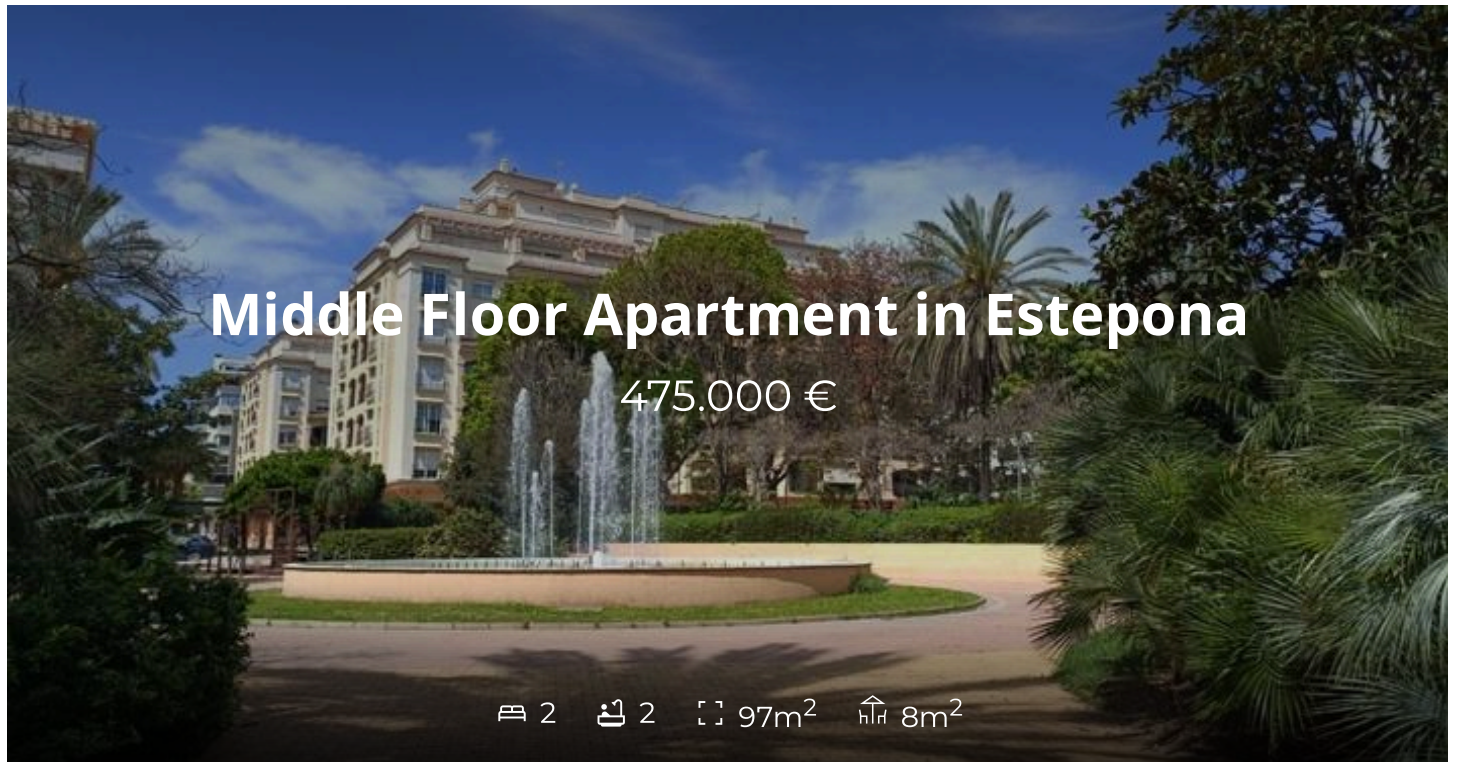 Middle Floor Apartment in Estepona
475.000 €
2 2 97m² 8m²